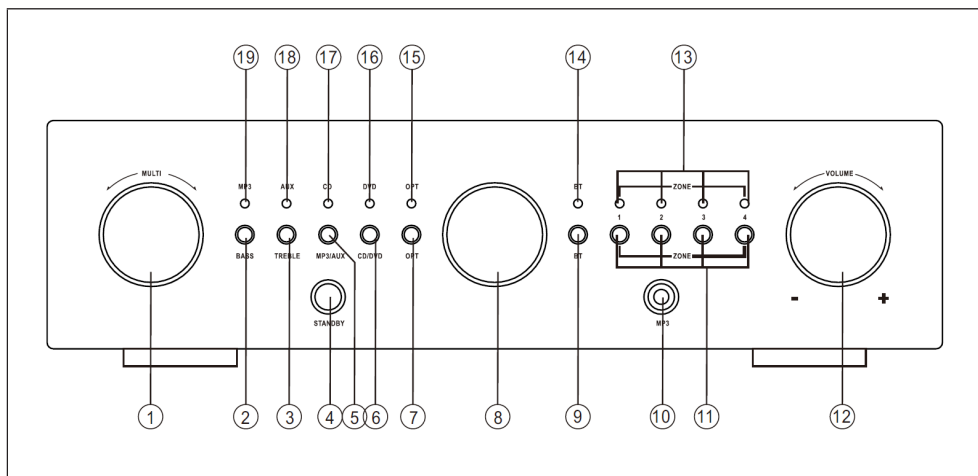 19 18 17 16 15 14 13
MULTI VOLUME
MP3 AUX CD DVD OPT BT ZONE
1 2 3 4
BASS TREBLE MP3/AUX CD/DVD OPT BT ZONE
- +
STANDBY MP3
1 2 3 4 5 6 7 8 9 10 11 12